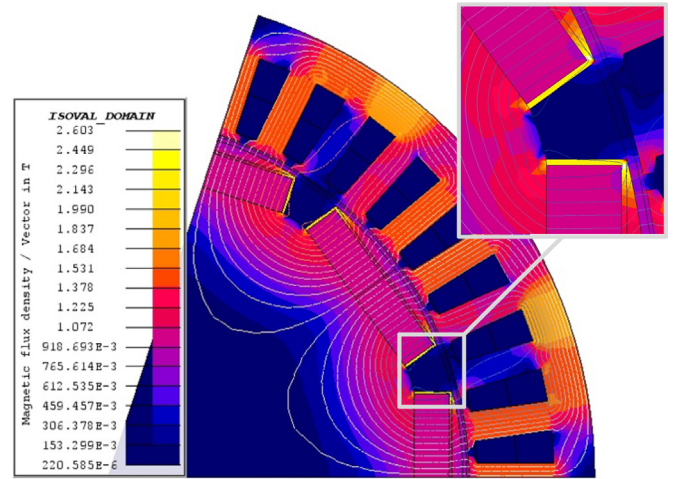 ISOVAL_DOMAIN
2.603
2.449
2.296
2.143
1.990
1.837
1.684
1.531
1.378
1.225
1.072
918.693E-3
765.614E-3
612.535E-3
459.457E-3
306.378E-3
153.299E-3
220.585E-6
Magnetic flux density / Vector in T